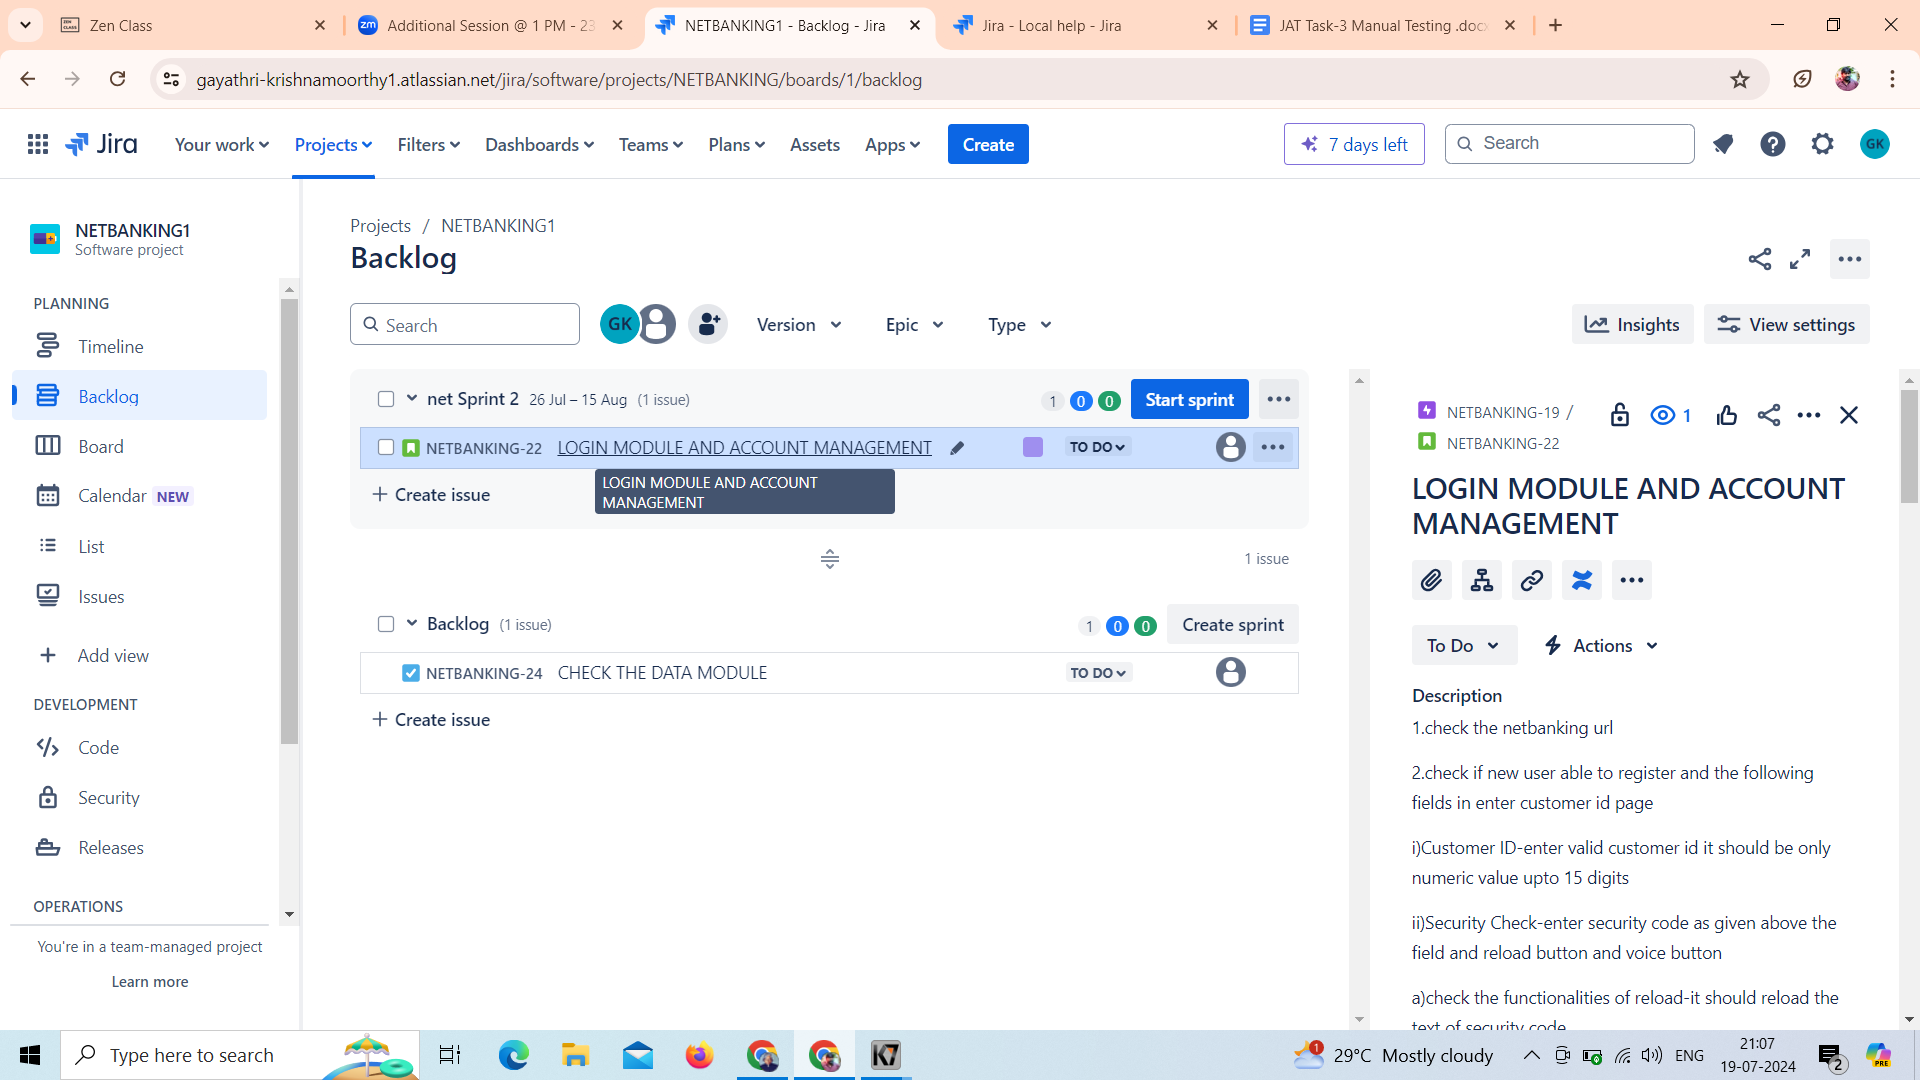 Zen Class
Additional Session @ 1 PM - 23
NETBANKING1 - Backlog - Jira
Jira - Local help - Jira
JAT Task-3 Manual Testing .docx
gayathri-krishnamoorthy1.atlassian.net/jira/software/projects/NETBANKING/boards/1/backlog
Jira
Your work
Projects
Filters
Dashboards
Teams
Plans
Assets
Apps
Create
7 days left
Search
GK
NETBANKING1
Software project
PLANNING
Timeline
Backlog
Board
Calendar NEW
List
Issues
Add view
DEVELOPMENT
Code
Security
Releases
OPERATIONS
You're in a team-managed project
Learn more
Projects / NETBANKING1
Backlog
Search
GK
Version
Epic
Type
Insights
View settings
net Sprint 2 26 Jul – 15 Aug (1 issue)
1 0 0
Start sprint
NETBANKING-22 LOGIN MODULE AND ACCOUNT MANAGEMENT
TO DO
LOGIN MODULE AND ACCOUNT
MANAGEMENT
+ Create issue
1 issue
Backlog (1 issue)
1 0 0
Create sprint
NETBANKING-24 CHECK THE DATA MODULE
TO DO
+ Create issue
NETBANKING-19 /
NETBANKING-22
1
LOGIN MODULE AND ACCOUNT
MANAGEMENT
To Do
Actions
Description
1.check the netbanking url
2.check if new user able to register and the following
fields in enter customer id page
i)Customer ID-enter valid customer id it should be only
numeric value upto 15 digits
ii)Security Check-enter security code as given above the
field and reload button and voice button
a)check the functionalities of reload-it should reload the
text of security code
Type here to search
1
29°C Mostly cloudy
ENG
21:07
19-07-2024
2
PRE